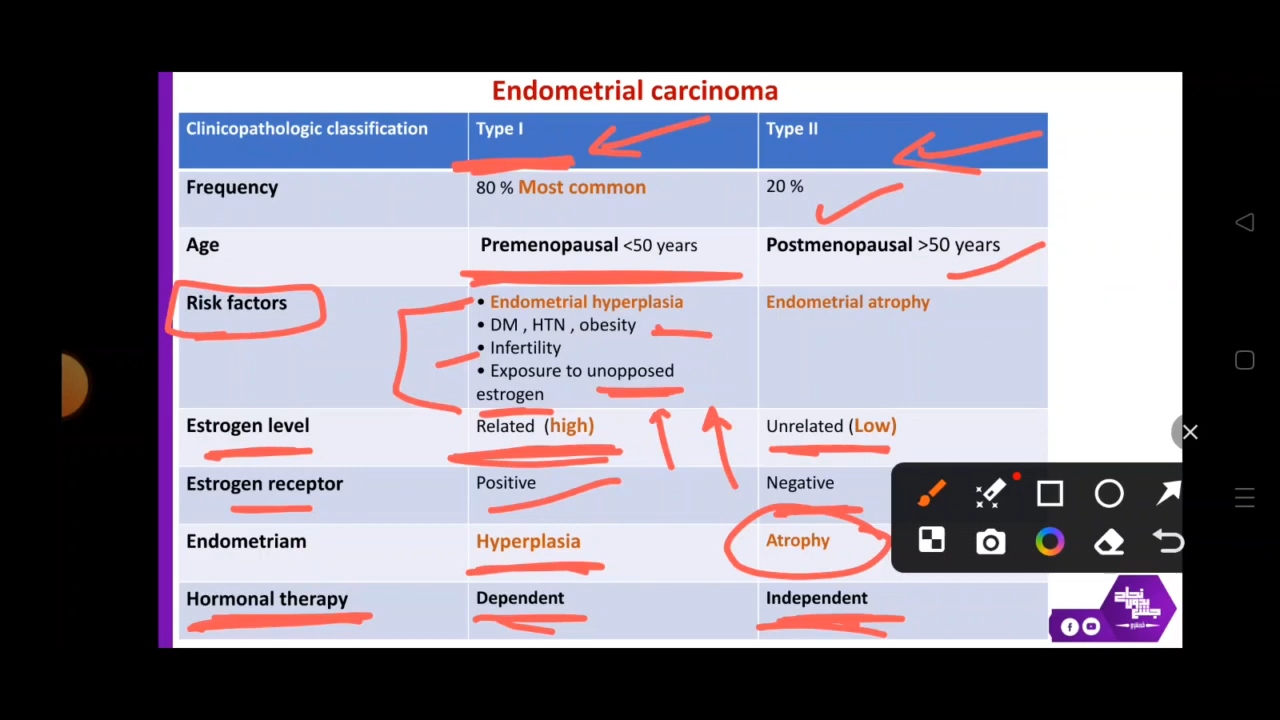 Endometrial carcinoma
Clinicopathologic classification Type I Type II
Frequency 80 % Most common 20 %
Age Premenopausal <50 years Postmenopausal >50 years
Risk factors • Endometrial hyperplasia Endometrial atrophy
• DM , HTN , obesity
• Infertility
• Exposure to unopposed
estrogen
Estrogen level Related (high) Unrelated (Low)
Estrogen receptor Positive Negative
Endometriam Hyperplasia Atrophy
Hormonal therapy Dependent Independent